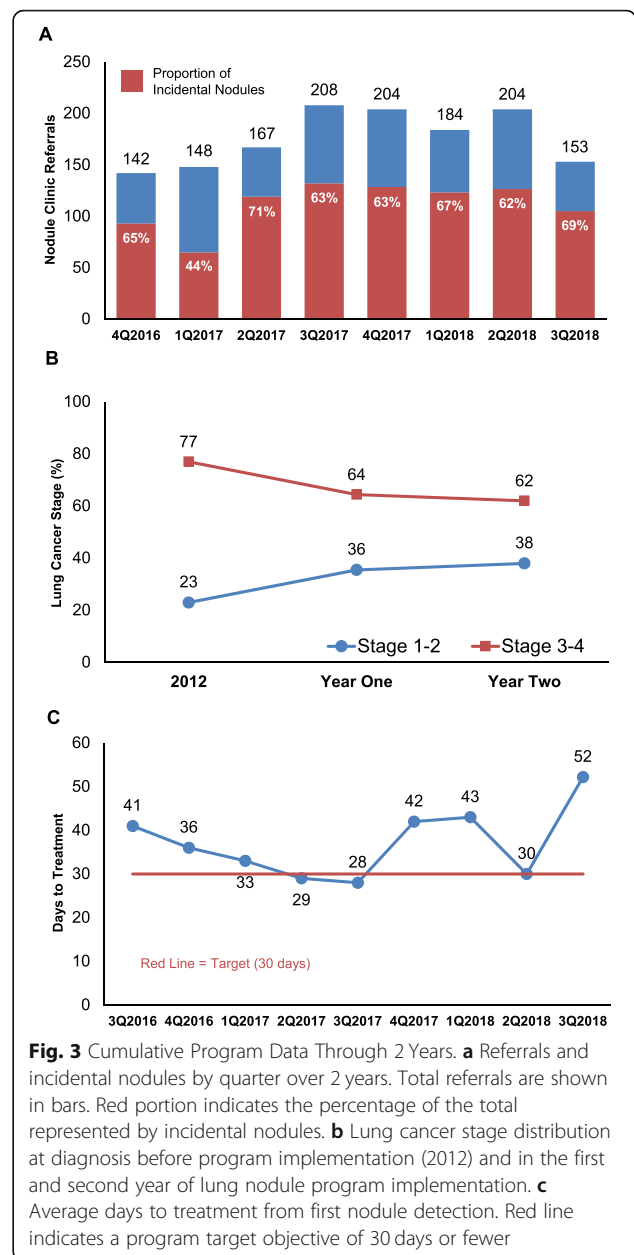 A
250
200
150
100
50
0
Nodule Clinic Referrals
Proportion of
Incidental Nodules
142
148
167
208
204
184
204
153
65%
44%
71%
63%
63%
67%
62%
69%
4Q2016 1Q2017 2Q2017 3Q2017 4Q2017 1Q2018 2Q2018 3Q2018
B
100
80
60
40
20
0
Lung Cancer Stage (%)
77
64
62
23
36
38
Stage 1-2 Stage 3-4
2012 Year One Year Two
C
60
50
40
30
20
10
0
Days to Treatment
41
36
33
29
28
42
43
30
52
Red Line = Target (30 days)
3Q2016 4Q2016 1Q2017 2Q2017 3Q2017 4Q2017 1Q2018 2Q2018 3Q2018
Fig. 3 Cumulative Program Data Through 2 Years. a Referrals and
incidental nodules by quarter over 2 years. Total referrals are shown
in bars. Red portion indicates the percentage of the total
represented by incidental nodules. b Lung cancer stage distribution
at diagnosis before program implementation (2012) and in the first
and second year of lung nodule program implementation. c
Average days to treatment from first nodule detection. Red line
indicates a program target objective of 30 days or fewer